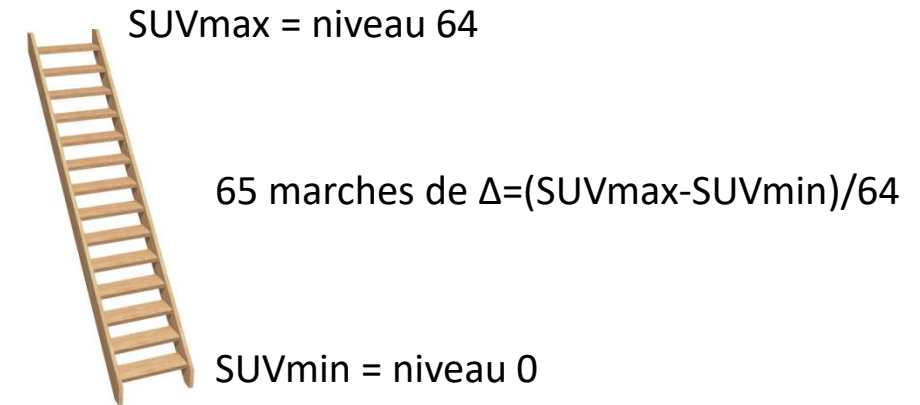 SUVmax = niveau 64
65 marches de Δ=(SUVmax-SUVmin)/64
SUVmin = niveau 0